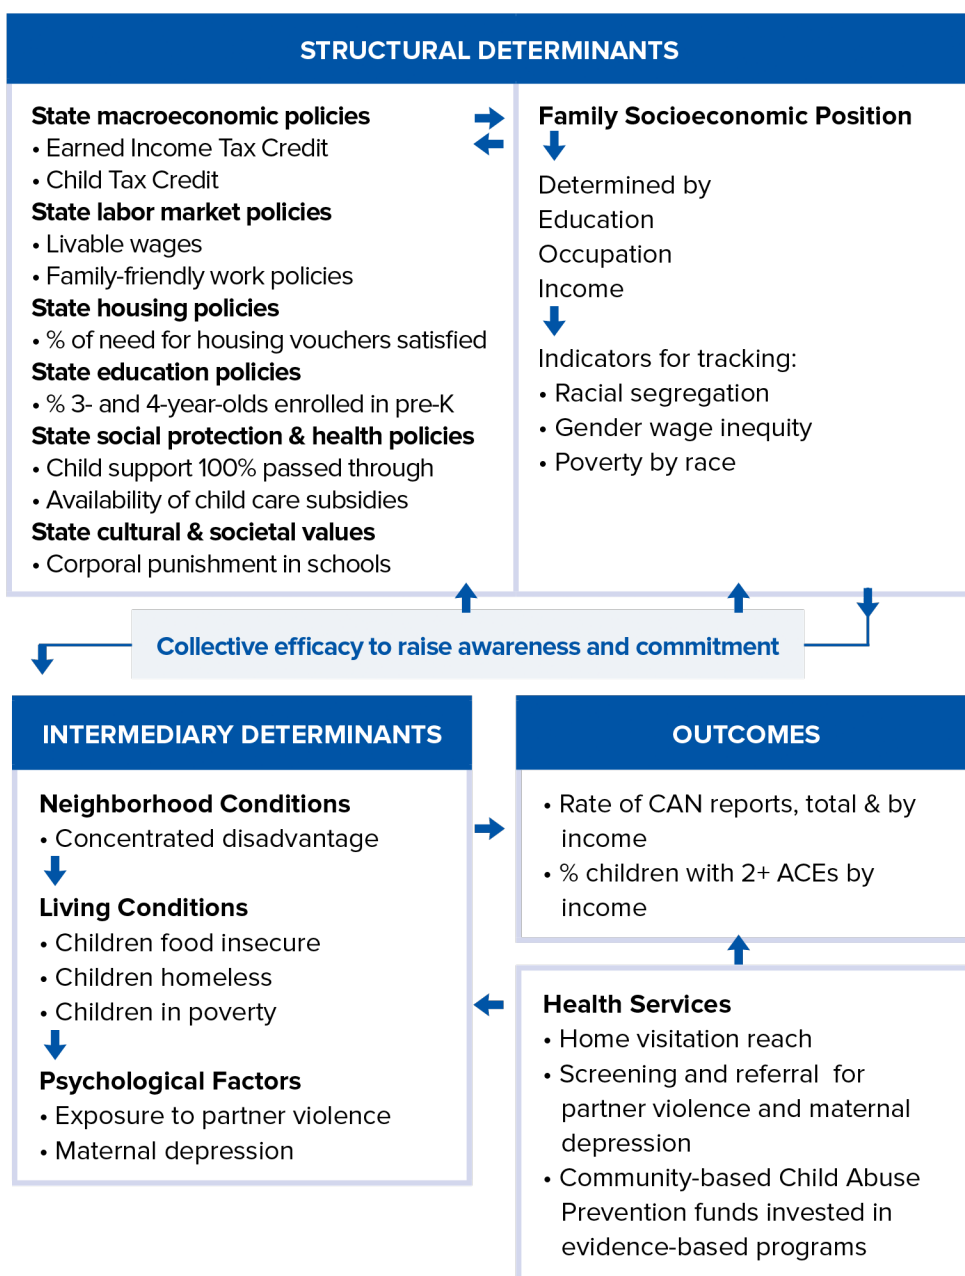 STRUCTURAL DETERMINANTS
State macroeconomic policies
• Earned Income Tax Credit
• Child Tax Credit
State labor market policies
• Livable wages
• Family-friendly work policies
State housing policies
• % of need for housing vouchers satisfied
State education policies
• % 3- and 4-year-olds enrolled in pre-K
State social protection & health policies
• Child support 100% passed through
• Availability of child care subsidies
State cultural & societal values
• Corporal punishment in schools
Family Socioeconomic Position
Determined by
Education
Occupation
Income
Indicators for tracking:
• Racial segregation
• Gender wage inequity
• Poverty by race
Collective efficacy to raise awareness and commitment
INTERMEDIARY DETERMINANTS
Neighborhood Conditions
• Concentrated disadvantage
Living Conditions
• Children food insecure
• Children homeless
• Children in poverty
Psychological Factors
• Exposure to partner violence
• Maternal depression
OUTCOMES
• Rate of CAN reports, total & by
income
• % children with 2+ ACEs by
income
Health Services
• Home visitation reach
• Screening and referral for
partner violence and maternal
depression
• Community-based Child Abuse
Prevention funds invested in
evidence-based programs